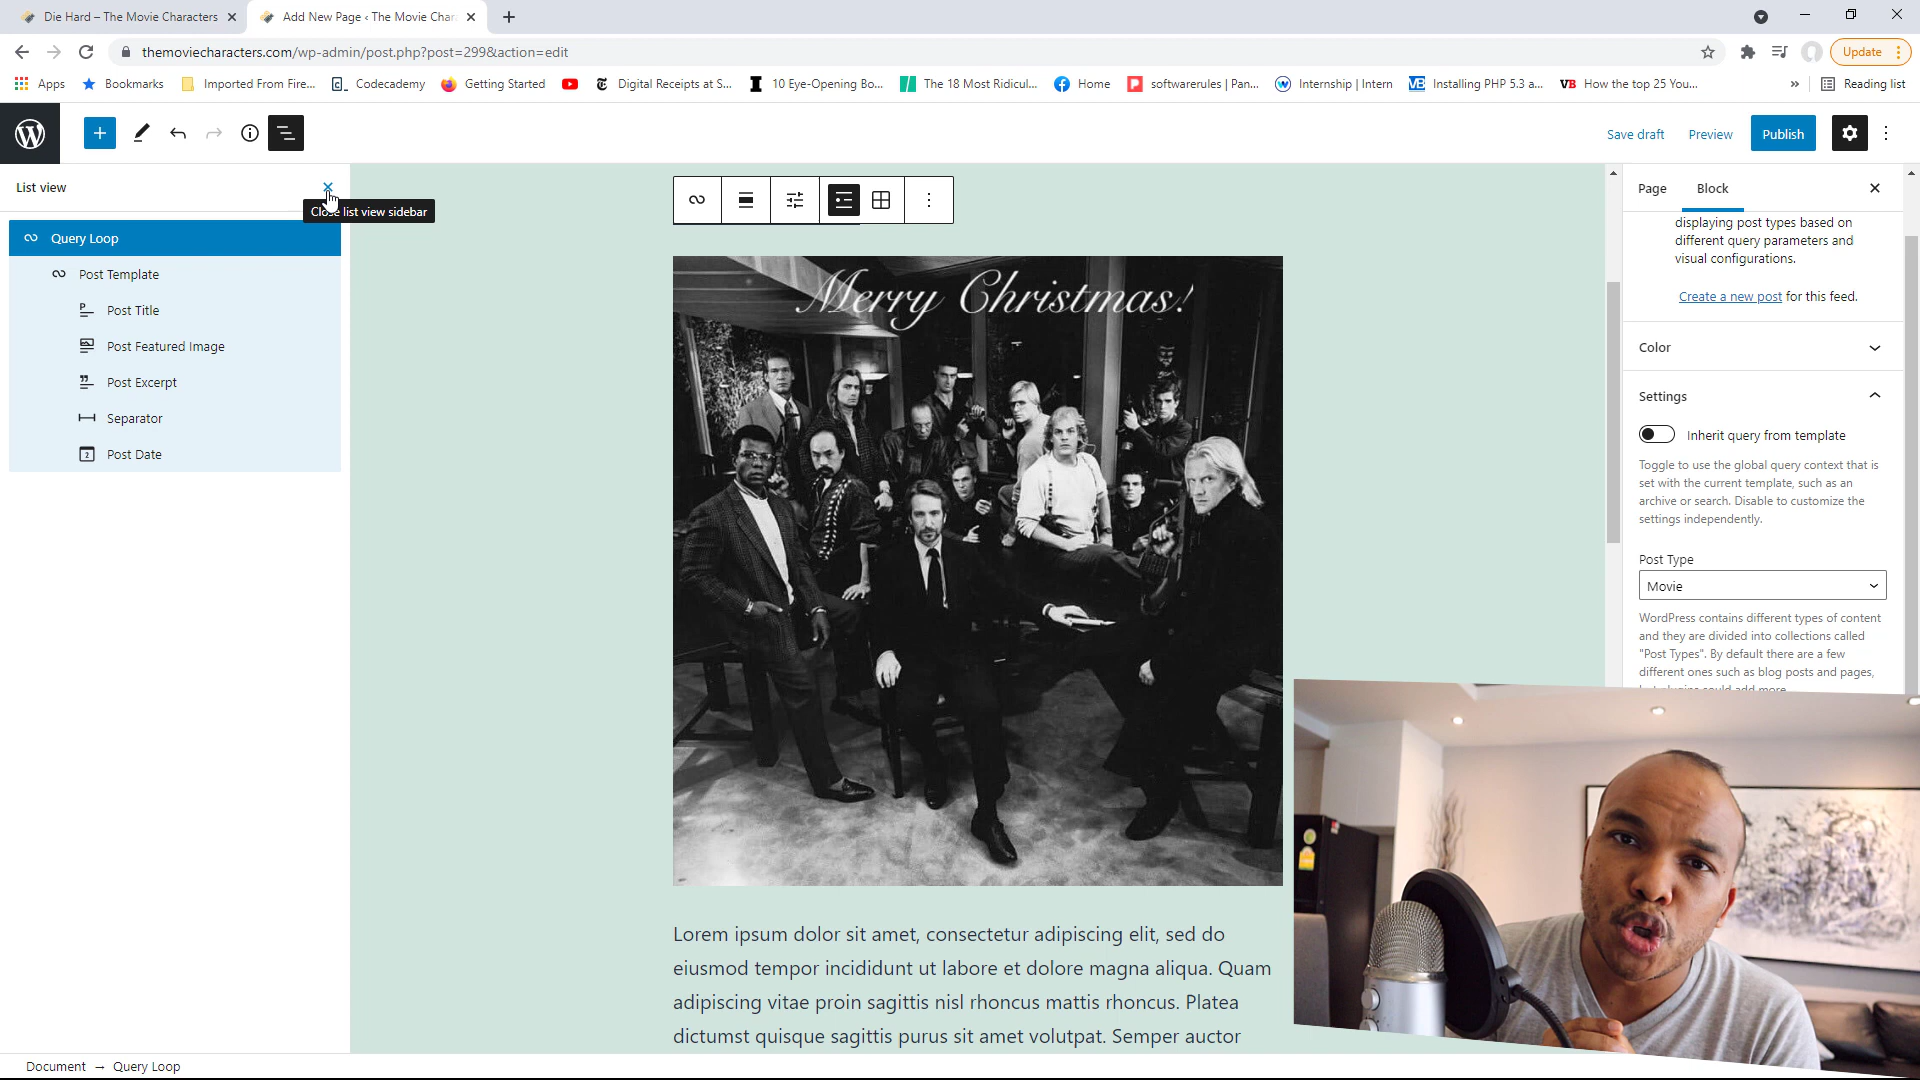 Die Hard – The Movie Characters
Add New Page ‹ The Movie Char
themoviecharacters.com/wp-admin/post.php?post=299&action=edit
Update
Apps
Bookmarks
Imported From Fire...
Codecademy
Getting Started
Digital Receipts at S...
10 Eye-Opening Bo...
The 18 Most Ridicul...
Home
softwarerules | Pan...
Internship | Intern
Installing PHP 5.3 a...
VB How the top 25 You...
»
Reading list
Save draft
Preview
Publish
List view
Close list view sidebar
Query Loop
Post Template
Post Title
Post Featured Image
Post Excerpt
Separator
Post Date
Merry Christmas!
Lorem ipsum dolor sit amet, consectetur adipiscing elit, sed do
eiusmod tempor incididunt ut labore et dolore magna aliqua. Quam
adipiscing vitae proin sagittis nisl rhoncus mattis rhoncus. Platea
dictumst quisque sagittis purus sit amet volutpat. Semper auctor
Page
Block
displaying post types based on
different query parameters and
visual configurations.
Create a new post for this feed.
Color
Settings
Inherit query from template
Toggle to use the global query context that is
set with the current template, such as an
archive or search. Disable to customize the
settings independently.
Post Type
Movie
WordPress contains different types of content
and they are divided into collections called
"Post Types". By default there are a few
different ones such as blog posts and pages,
but plugins could add more.
Document → Query Loop